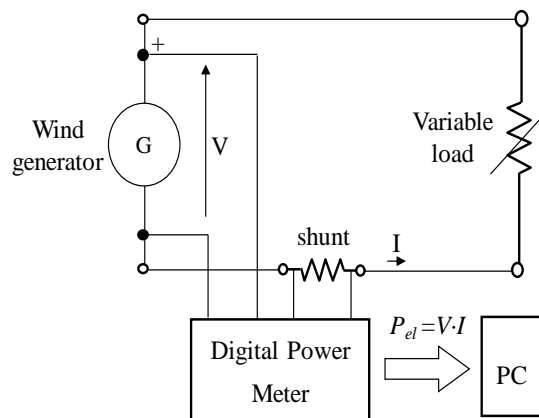 +
Wind
generator
G
V
Variable
load
shunt
I
Digital Power
Meter
P_el =V·I
PC